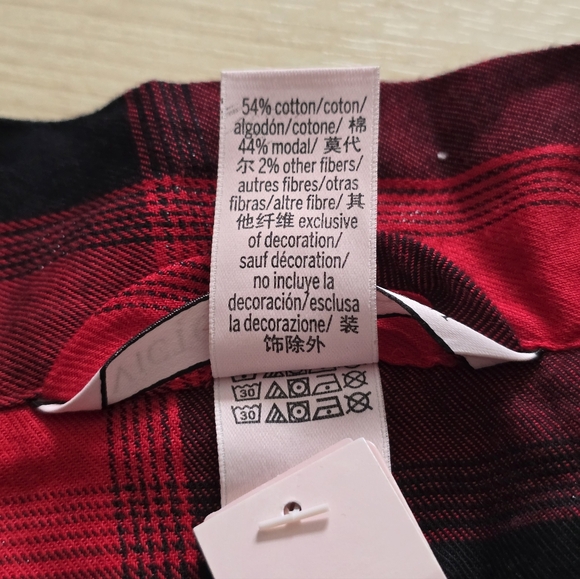 54% cotton/coton/
algodón/cotone/ 棉
44% modal/ 莫代
尔 2% other fibers/
autres fibres/otras
fibras/altre fibre/ 其
他纤维 exclusive
of decoration/
sauf décoration/
no incluye la
decoración/esclusa
la decorazione/ 装
饰除外
30
30